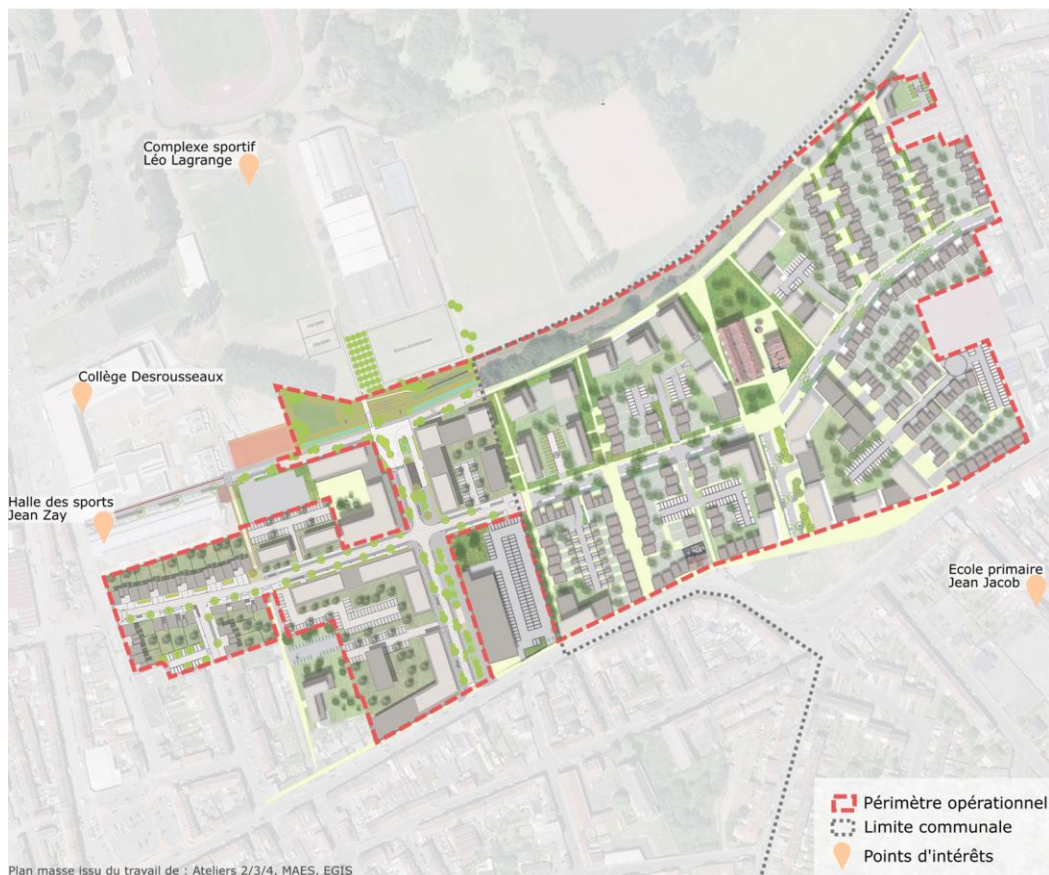 Complexe sportif
Léo Lagrange
Collège Desrousseaux
Halle des sports
Jean Zay
Ecole primaire
Jean Jacob
Périmètre opérationnel
Limite communale
Points d'intérêts
Plan masse issu du travail de : Ateliers 2/3/4, MAES, EGIS